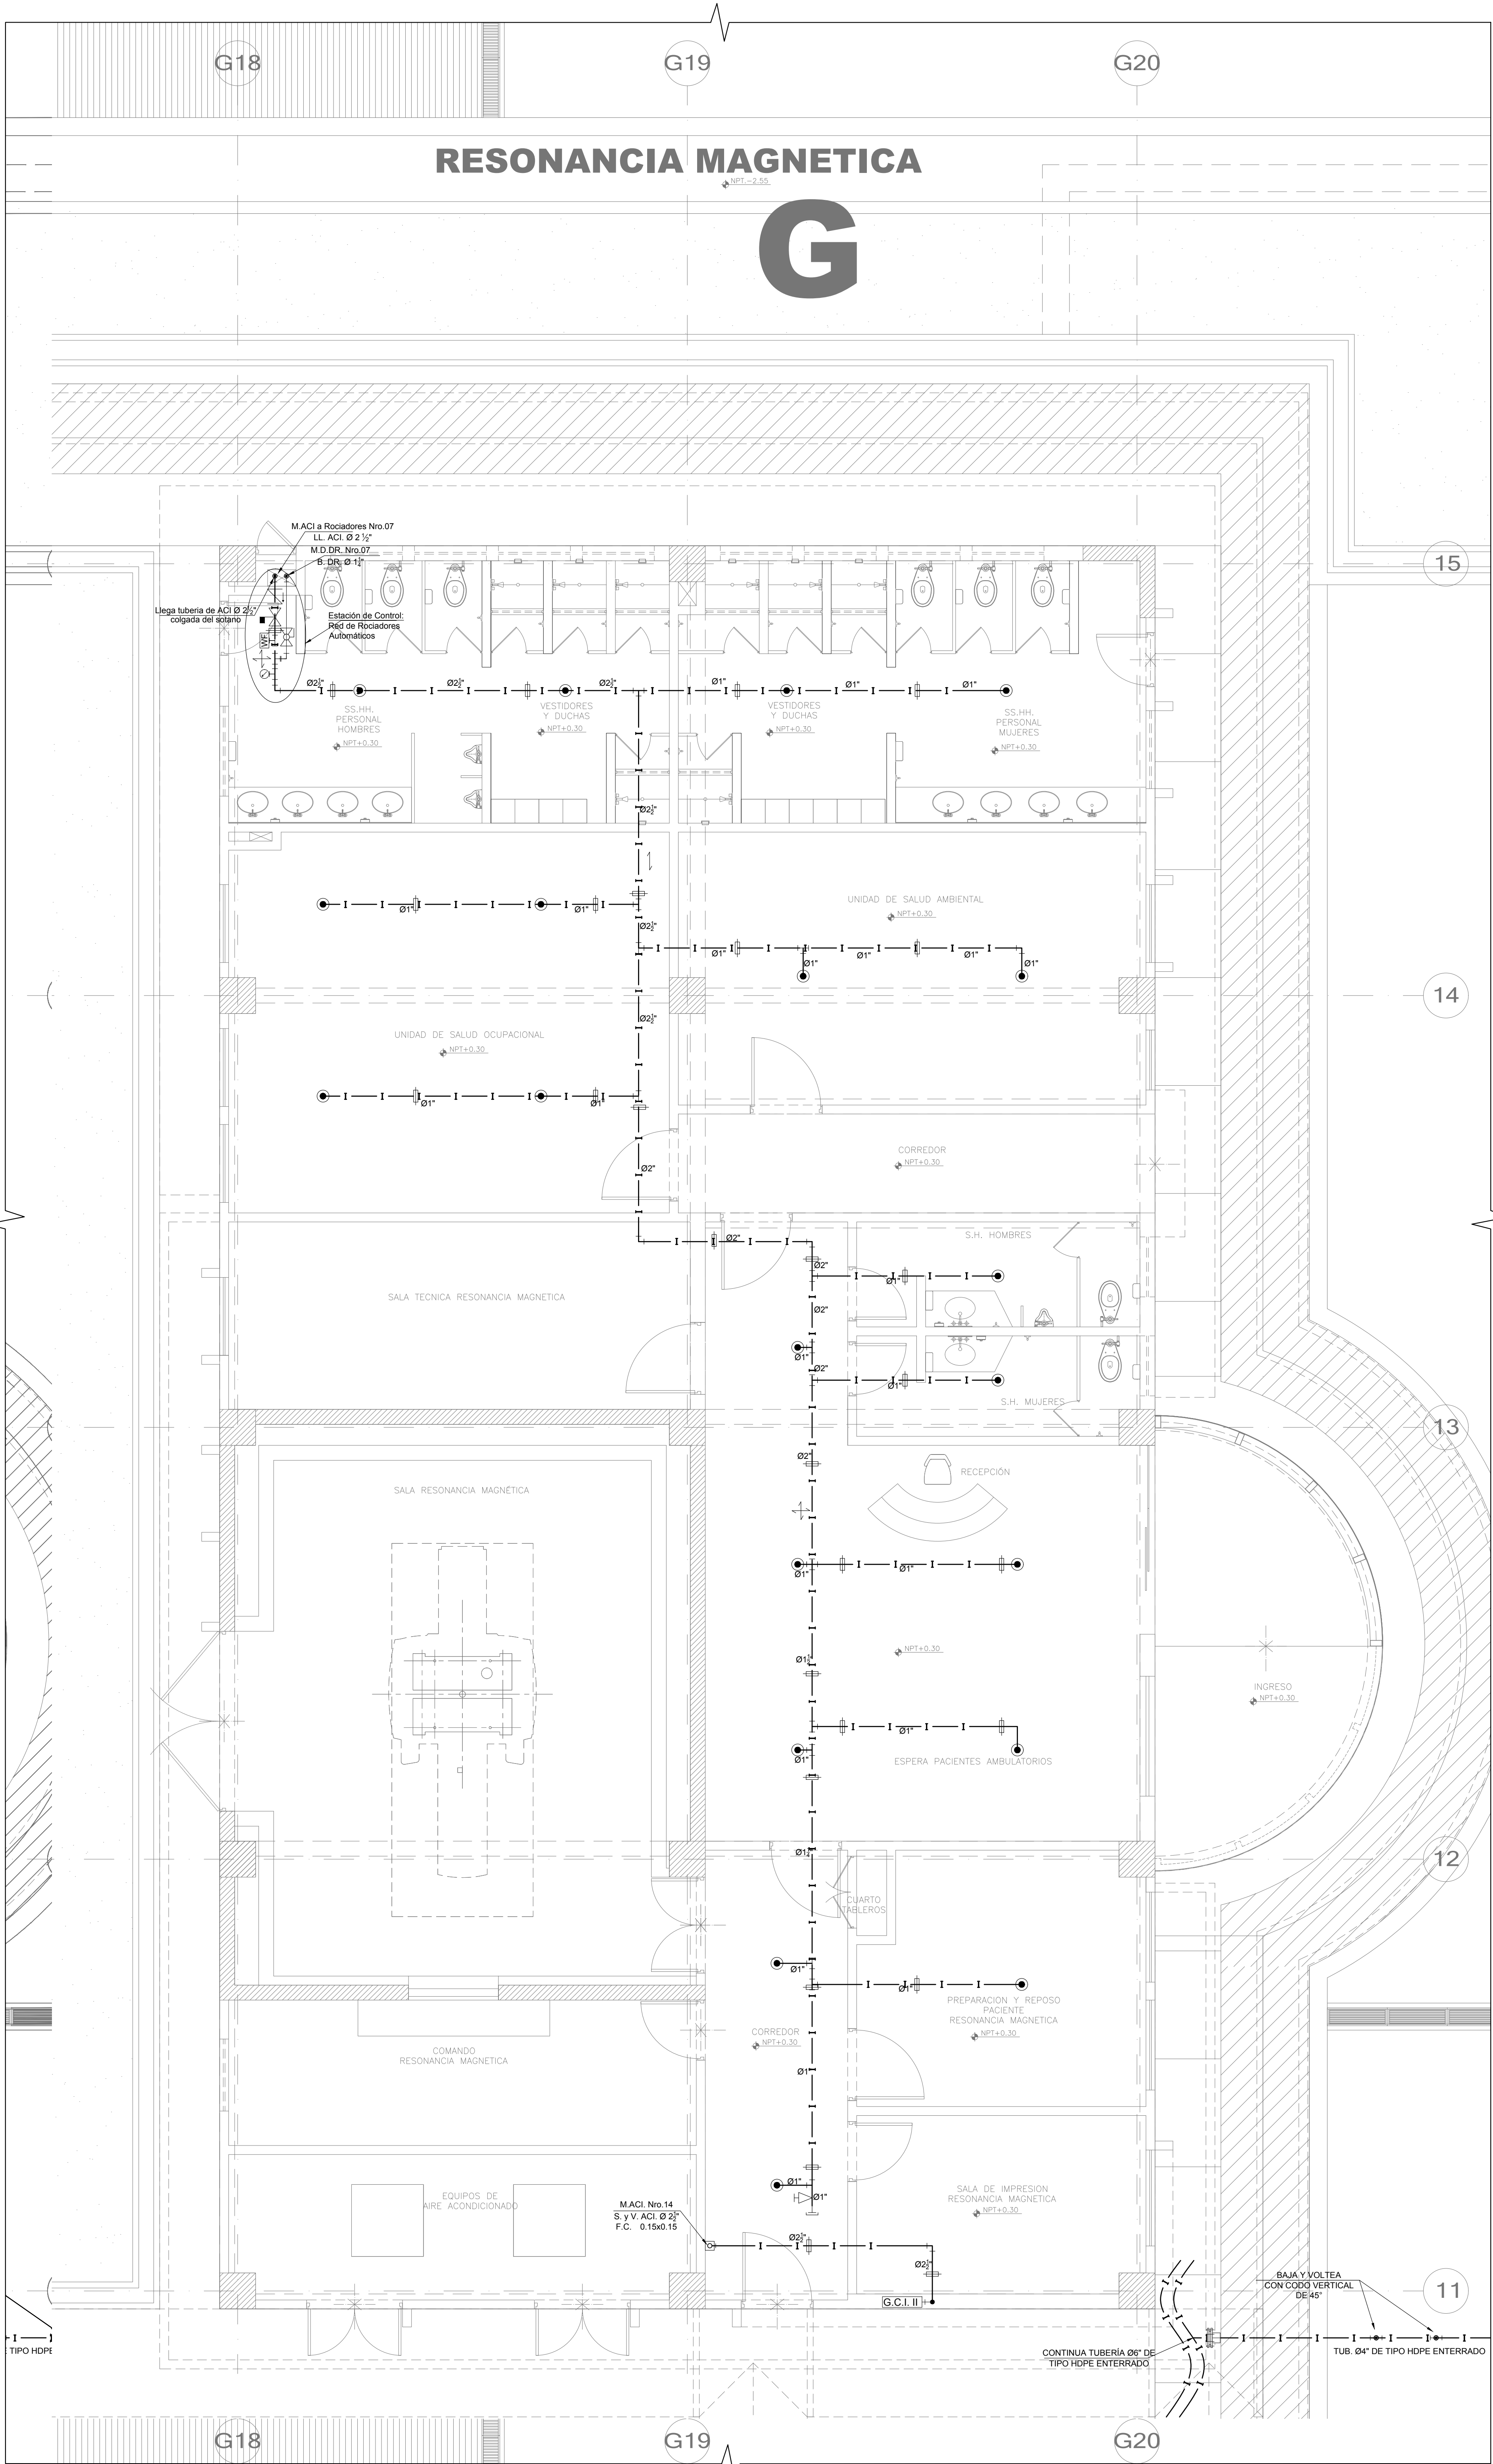 G18
G19
G20
RESONANCIA MAGNETICA
NPT.-2.55
G
M.ACI a Rociadores Nro.07
LL. ACI. Ø 2 ½"
M.D.DR. Nro.07
B. DR. Ø 1¼"
15
Llega tuberia de ACI Ø 2½"
colgada del sotano
Estación de Control:
Red de Rociadores
Automáticos
WF
Ø2½"
Ø2½"
Ø2½"
Ø1"
Ø1"
Ø1"
SS.HH.
PERSONAL
HOMBRES
NPT+0.30
VESTIDORES
Y DUCHAS
NPT+0.30
VESTIDORES
Y DUCHAS
NPT+0.30
SS.HH.
PERSONAL
MUJERES
NPT+0.30
Ø2½"
UNIDAD DE SALUD AMBIENTAL
NPT+0.30
Ø1"
Ø1"
Ø2½"
Ø1"
Ø1"
Ø1"
Ø1"
Ø1"
14
Ø2½"
UNIDAD DE SALUD OCUPACIONAL
NPT+0.30
Ø1"
Ø1"
CORREDOR
NPT+0.30
Ø2"
Ø2"
S.H. HOMBRES
Ø2"
Ø1"
SALA TECNICA RESONANCIA MAGNETICA
Ø2"
Ø1"
Ø2"
Ø1"
S.H. MUJERES
13
Ø2"
RECEPCIÓN
SALA RESONANCIA MAGNÉTICA
Ø1"
Ø1"
NPT+0.30
Ø1½"
INGRESO
NPT+0.30
Ø1"
Ø1"
ESPERA PACIENTES AMBULATORIOS
12
CUARTO
TABLEROS
Ø1"
Ø1"
PREPARACION Y REPOSO
PACIENTE
RESONANCIA MAGNETICA
NPT+0.30
CORREDOR
NPT+0.30
COMANDO
RESONANCIA MAGNETICA
Ø1"
Ø1"
Ø1"
SALA DE IMPRESION
RESONANCIA MAGNETICA
NPT+0.30
EQUIPOS DE
AIRE ACONDICIONADO
M.ACI. Nro.14
S. y V. ACI. Ø 2½"
F.C. 0.15x0.15
Ø2½"
Ø2½"
G.C.I. II
BAJA Y VOLTEA
CON CODO VERTICAL
DE 45°
11
CONTINUA TUBERÍA Ø6" DE
TIPO HDPE ENTERRADO
TUB. Ø4" DE TIPO HDPE ENTERRADO
TIPO HDPE
G18
G19
G20